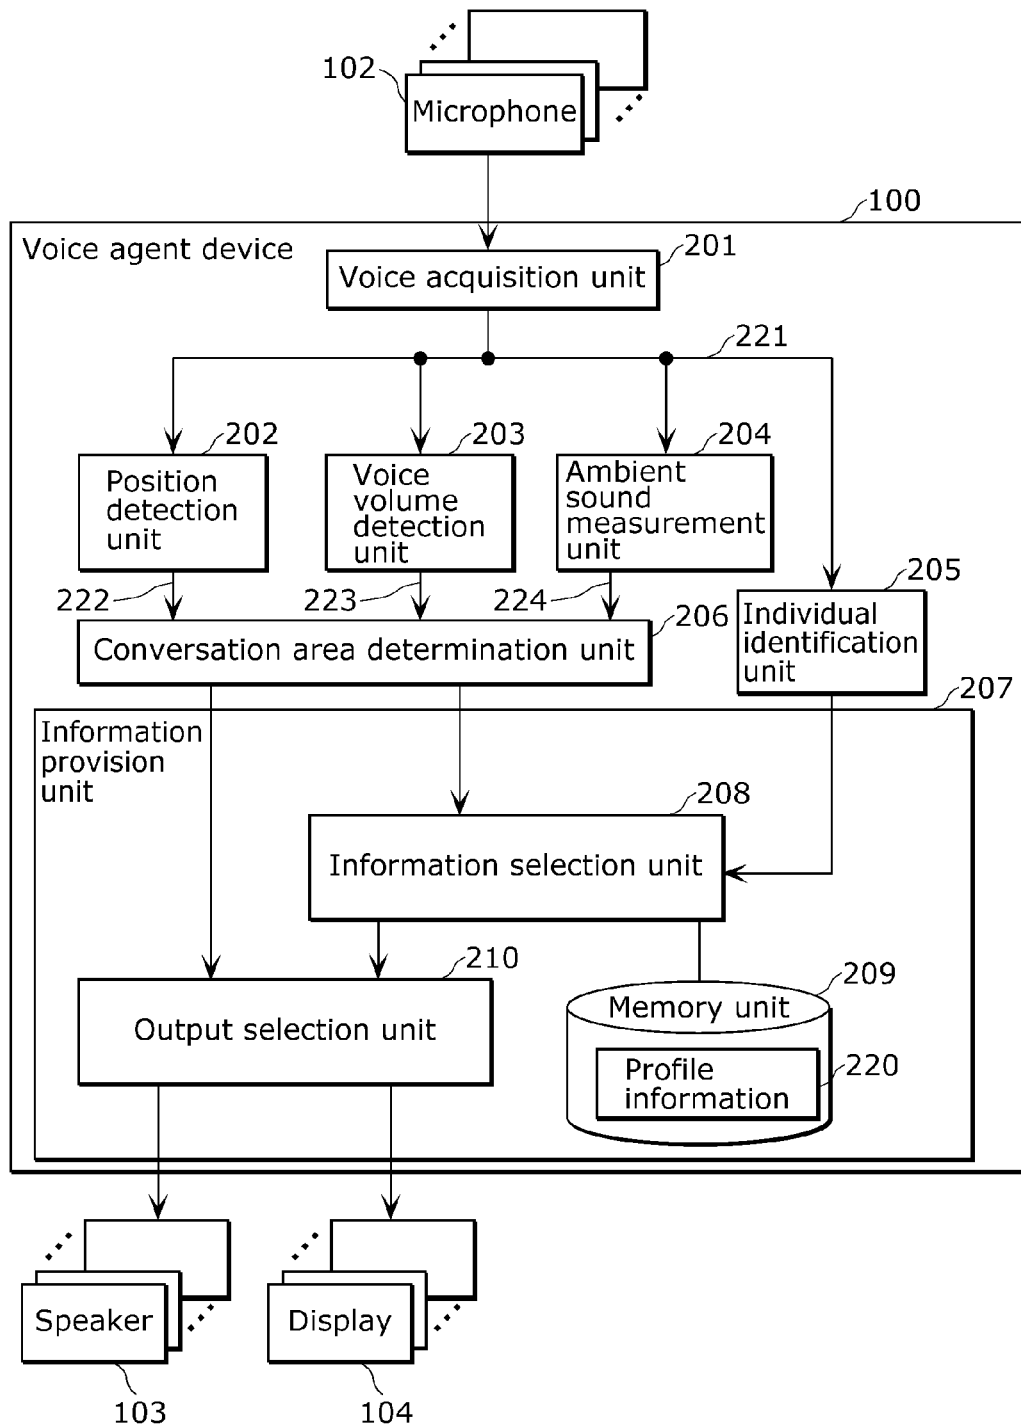 102
Microphone
100
Voice agent device
201
Voice acquisition unit
221
202
203
204
Position
detection
unit
Voice
volume
detection
unit
Ambient
sound
measurement
unit
205
222
223
224
206
Individual
identification
unit
Conversation area determination unit
207
Information
provision
unit
208
Information selection unit
210
209
Output selection unit
Memory unit
220
Profile
information
Speaker
Display
103
104